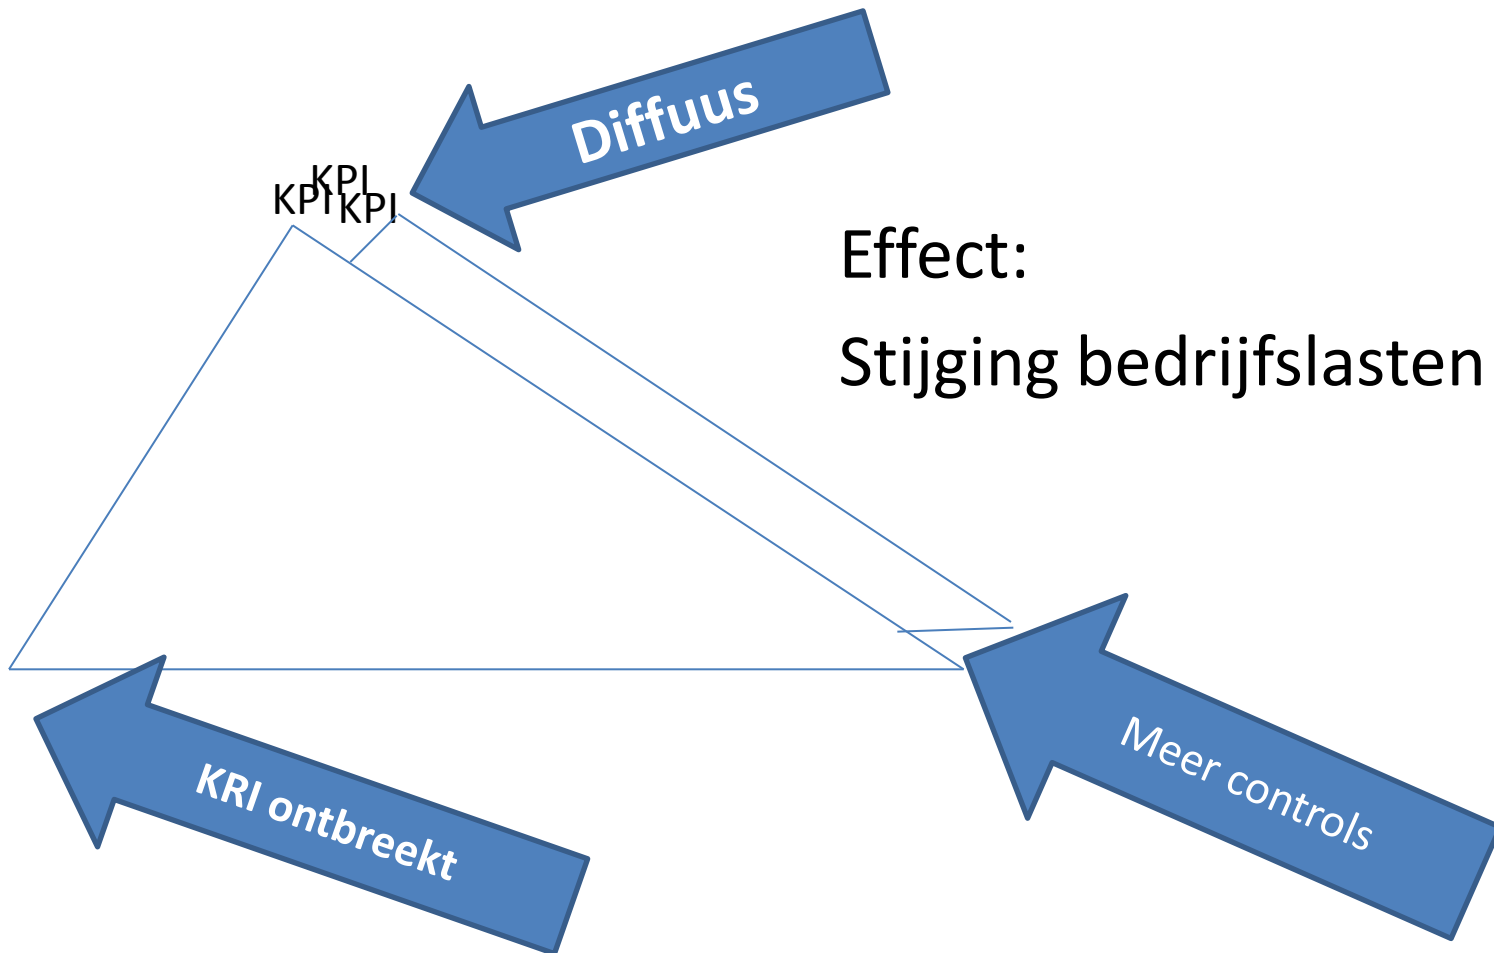 Diffuus
KPI
KPI
KPI
Effect:
Stijging bedrijfslasten
Meer controls
KRI ontbreekt